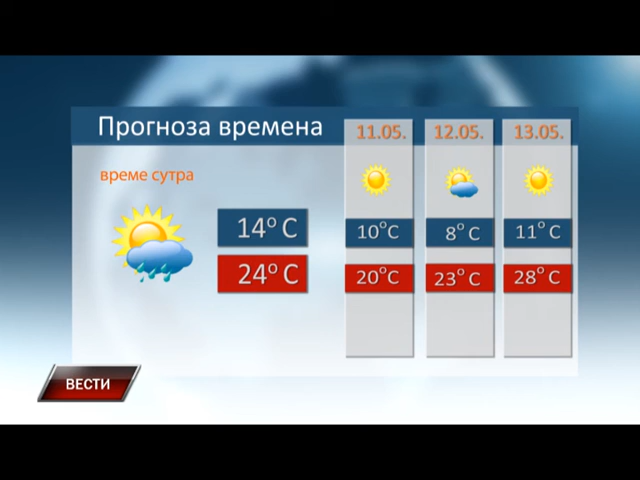 Прогноза времена
време сутра
14° C
24° C
11.05.
10°C
20°C
12.05.
8° C
23° C
13.05.
11° C
28° C
ВЕСТИ